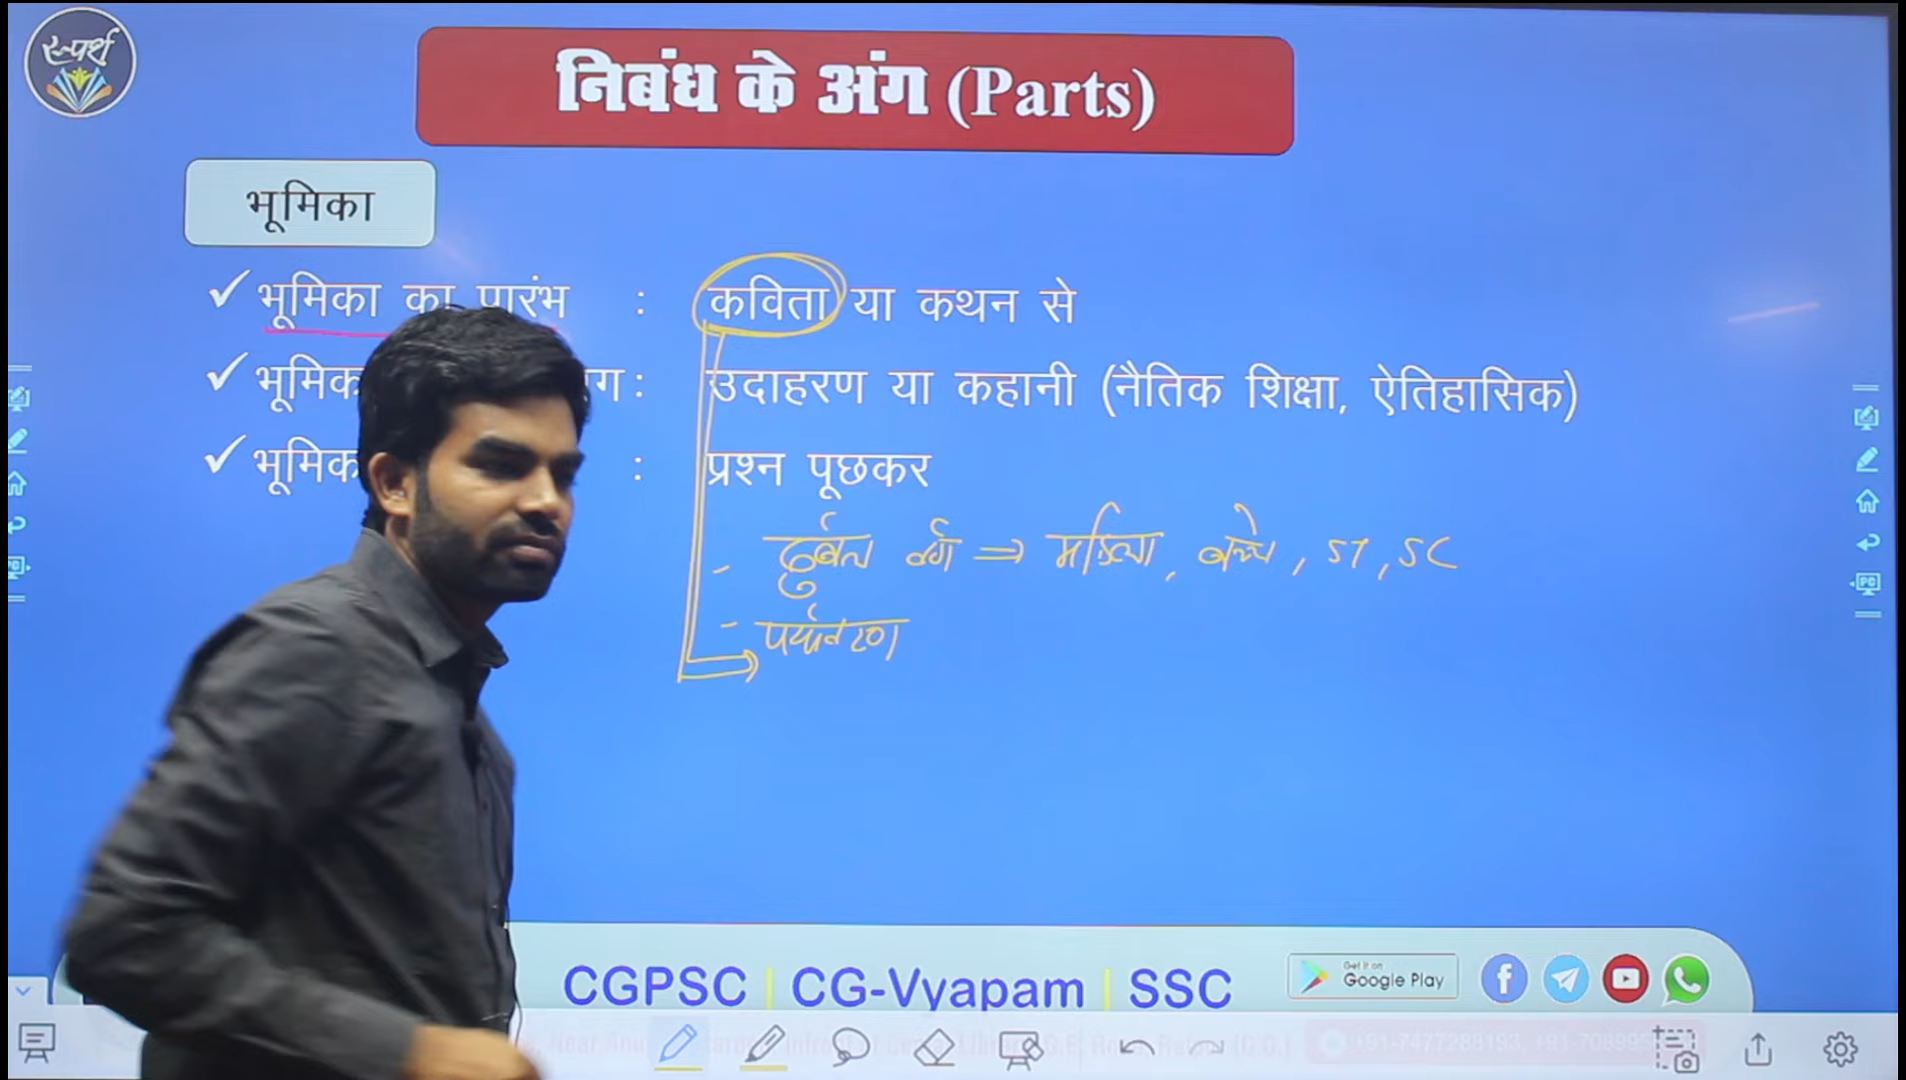 स्पर्धा
निबंध के अंग (Parts)
भूमिका
✓ भूमिका का प्रारंभ : कविता या कथन से
✓ भूमिक ग : उदाहरण या कहानी (नैतिक शिक्षा, ऐतिहासिक)
✓ भूमिक : प्रश्न पूछकर
- दुर्बल वर्ग ⇒ महिला, बच्चे, ST, SC
- पर्यावरण
CGPSC | CG-Vyapam | SSC
Get it on
Google Play